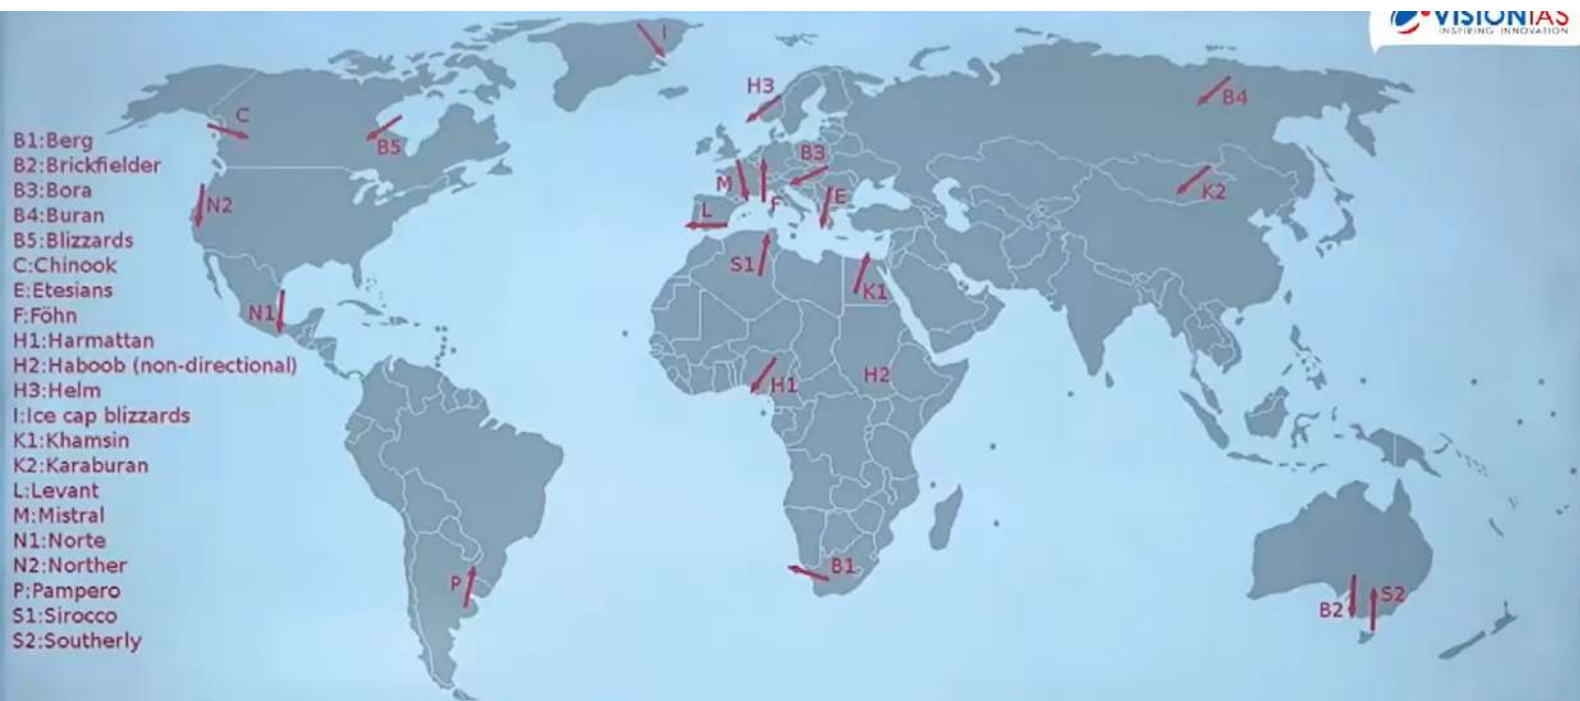 VISIONIAS
INSPIRING INNOVATION
B1:Berg
B2:Brickfielder
B3:Bora
B4:Buran
B5:Blizzards
C:Chinook
E:Etesians
F:Föhn
H1:Harmattan
H2:Haboob (non-directional)
H3:Helm
I:Ice cap blizzards
K1:Khamsin
K2:Karaburan
L:Levant
M:Mistral
N1:Norte
N2:Norther
P:Pampero
S1:Sirocco
S2:Southerly
I
H3
B4
C
B5
B3
M
F
E
K2
N2
L
S1
K1
N1
H1
H2
B1
P
B2
S2